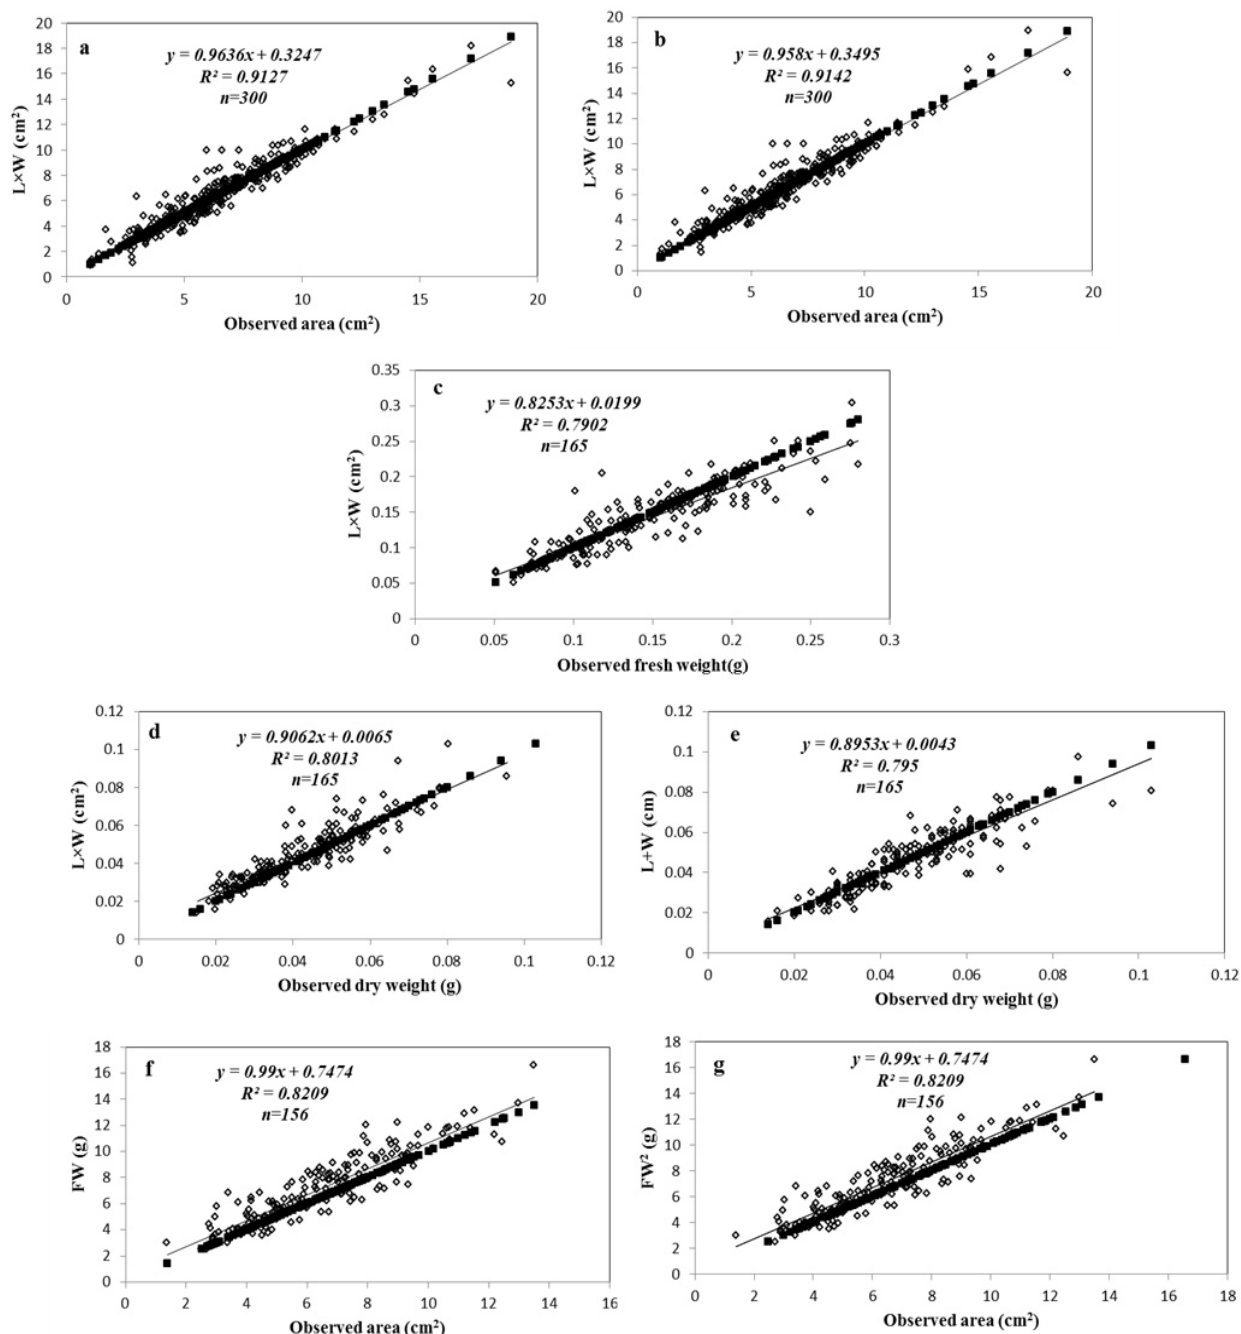 a
y = 0.9636x + 0.3247
R² = 0.9127
n=300
L×W (cm²)
20
18
16
14
12
10
8
6
4
2
0
0 5 10 15 20
Observed area (cm²)
b
y = 0.958x + 0.3495
R² = 0.9142
n=300
L×W (cm²)
20
18
16
14
12
10
8
6
4
2
0
0 5 10 15 20
Observed area (cm²)
c
y = 0.8253x + 0.0199
R² = 0.7902
n=165
L×W (cm²)
0.35
0.3
0.25
0.2
0.15
0.1
0.05
0
0 0.05 0.1 0.15 0.2 0.25 0.3
Observed fresh weight(g)
d
y = 0.9062x + 0.0065
R² = 0.8013
n=165
L×W (cm²)
0.12
0.1
0.08
0.06
0.04
0.02
0
0 0.02 0.04 0.06 0.08 0.1 0.12
Observed dry weight (g)
e
y = 0.8953x + 0.0043
R² = 0.795
n=165
L+W (cm)
0.12
0.1
0.08
0.06
0.04
0.02
0
0 0.02 0.04 0.06 0.08 0.1 0.12
Observed dry weight (g)
f
y = 0.99x + 0.7474
R² = 0.8209
n=156
FW (g)
18
16
14
12
10
8
6
4
2
0
0 2 4 6 8 10 12 14 16
Observed area (cm²)
g
y = 0.99x + 0.7474
R² = 0.8209
n=156
FW² (g)
18
16
14
12
10
8
6
4
2
0
0 2 4 6 8 10 12 14 16 18
Observed area (cm²)